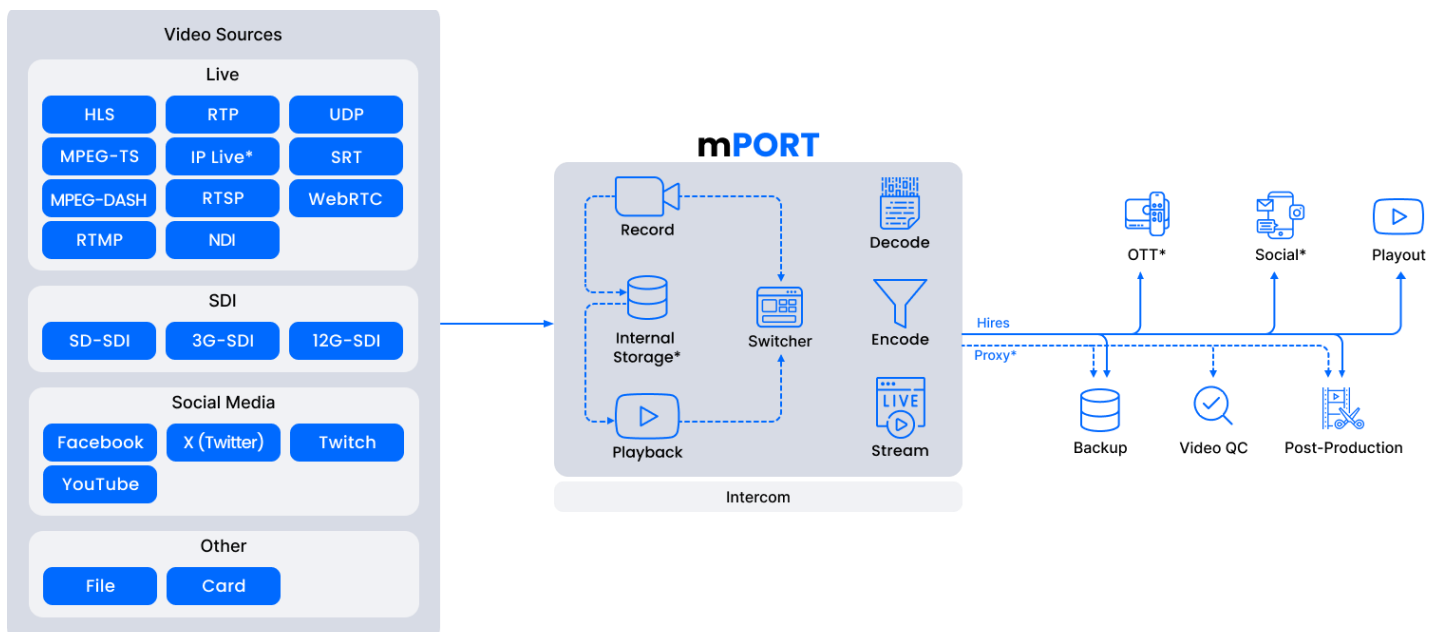 Video Sources
Live
HLS
RTP
UDP
MPEG-TS
IP Live*
SRT
MPEG-DASH
RTSP
WebRTC
RTMP
NDI
SDI
SD-SDI
3G-SDI
12G-SDI
Social Media
Facebook
X (Twitter)
Twitch
YouTube
Other
File
Card
mPORT
Record
Internal
Storage*
Playback
Switcher
Decode
Encode
LIVE
Stream
Intercom
Hires
Proxy*
OTT*
Social*
Playout
Backup
Video QC
Post-Production